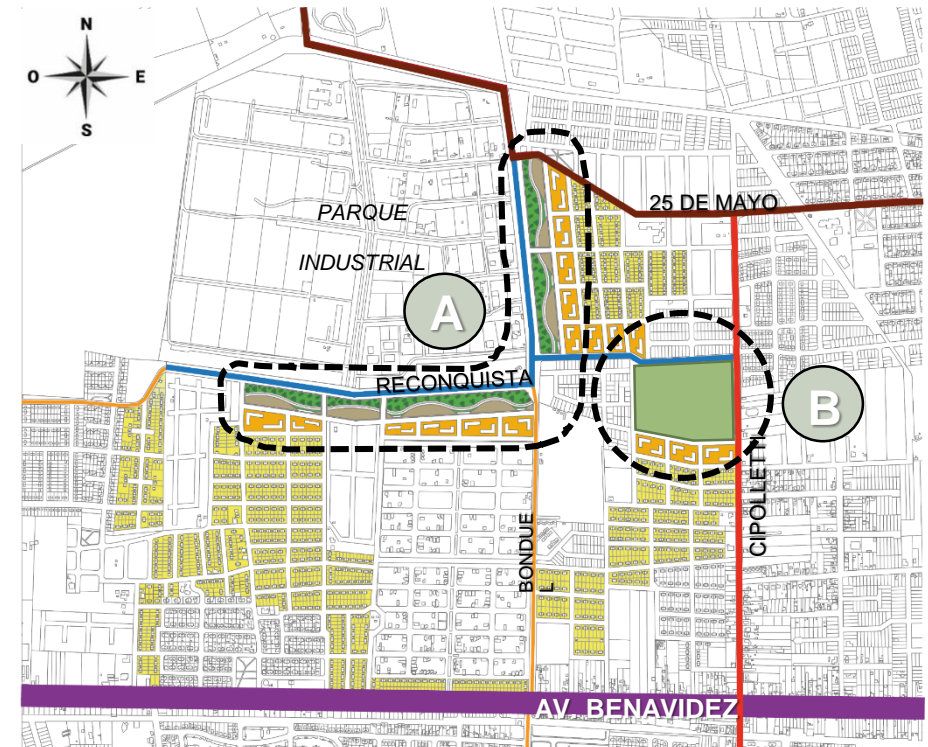 N
O E
S
25 DE MAYO
PARQUE
INDUSTRIAL
A
RECONQUISTA
B
CIPOLLETTI
BONDUE
L
AV. BENAVIDEZ